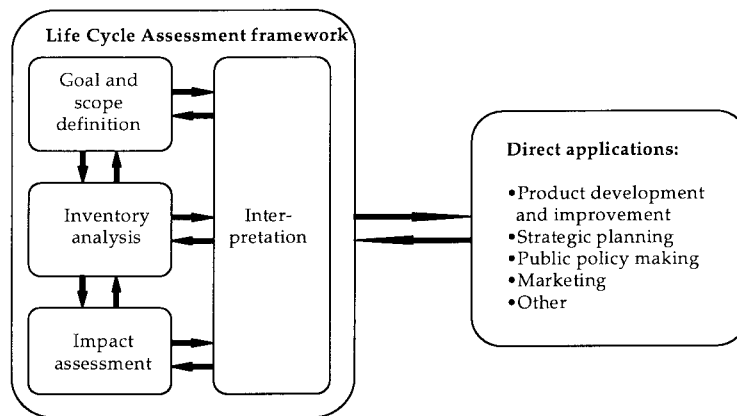 Life Cycle Assessment framework
Goal and
scope
definition
Inventory
analysis
Impact
assessment
Inter-
pretation
Direct applications:
•Product development
and improvement
•Strategic planning
•Public policy making
•Marketing
•Other